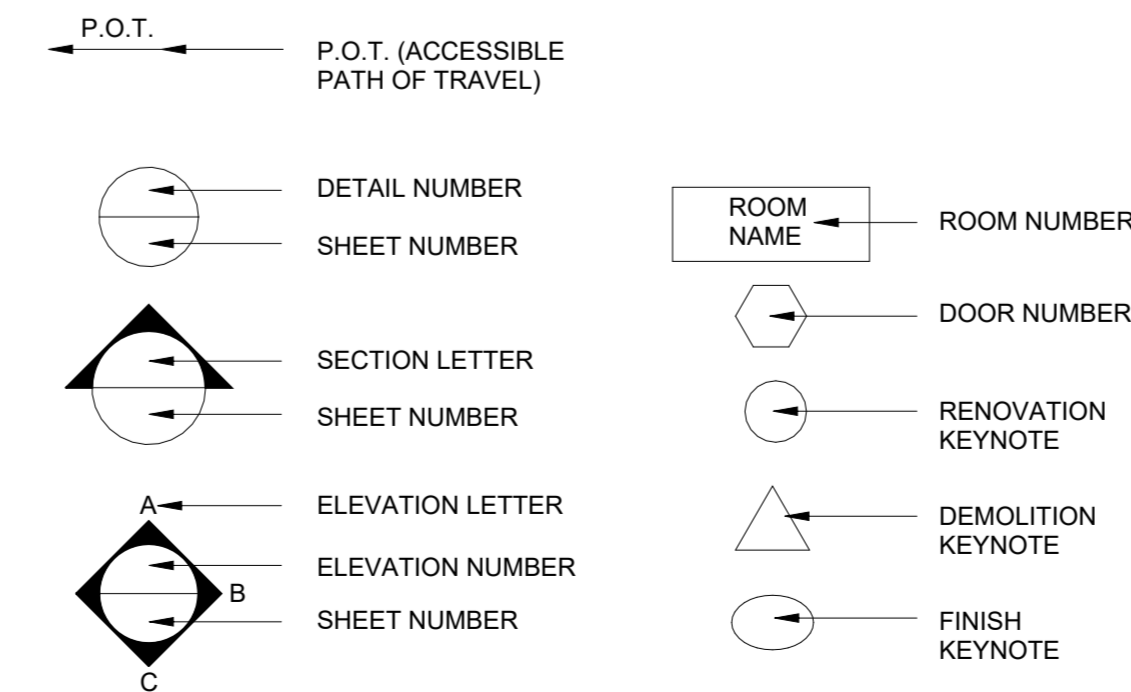 P.O.T.
P.O.T. (ACCESSIBLE
PATH OF TRAVEL)
DETAIL NUMBER
SHEET NUMBER
SECTION LETTER
SHEET NUMBER
A
ELEVATION LETTER
ELEVATION NUMBER
B
SHEET NUMBER
C
ROOM
NAME
ROOM NUMBER
DOOR NUMBER
RENOVATION
KEYNOTE
DEMOLITION
KEYNOTE
FINISH
KEYNOTE